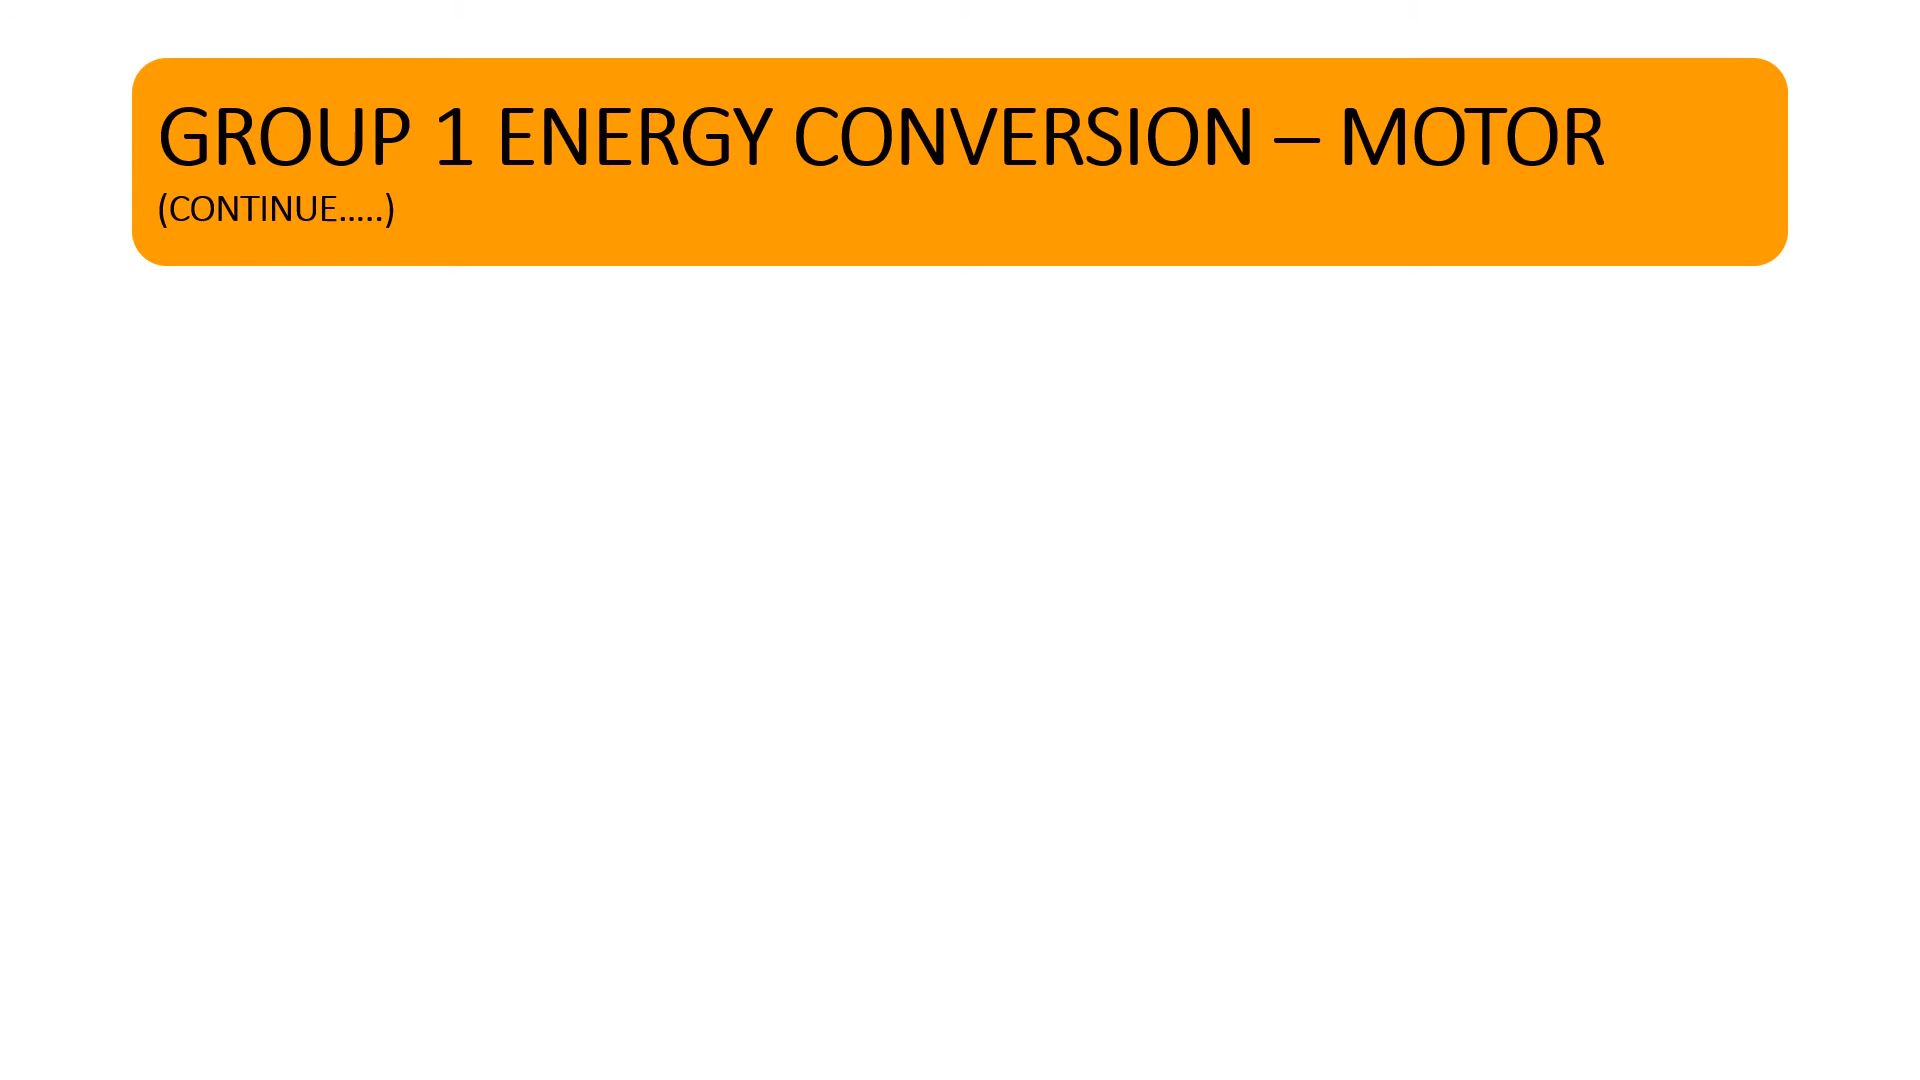 GROUP 1 ENERGY CONVERSION – MOTOR
(CONTINUE.....)